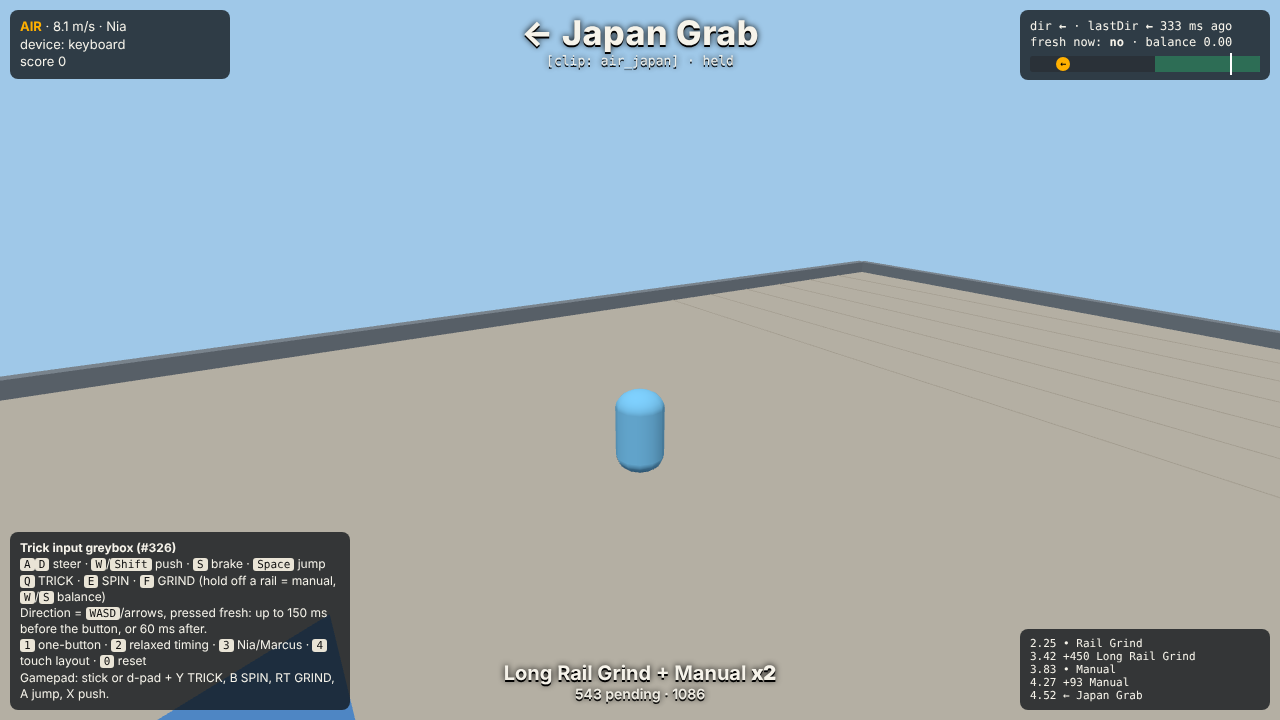 AIR · 8.1 m/s · Nia
device: keyboard
score 0
← Japan Grab
[clip: air_japan] · held
dir ← · lastDir ← 333 ms ago
fresh now: no · balance 0.00
←
Trick input greybox (#326)
A D steer · W/Shift push · S brake · Space jump
Q TRICK · E SPIN · F GRIND (hold off a rail = manual,
W/S balance)
Direction = WASD/arrows, pressed fresh: up to 150 ms
before the button, or 60 ms after.
1 one-button · 2 relaxed timing · 3 Nia/Marcus · 4
touch layout · 0 reset
Gamepad: stick or d-pad + Y TRICK, B SPIN, RT GRIND,
A jump, X push.
Long Rail Grind + Manual x2
543 pending · 1086
2.25 • Rail Grind
3.42 +450 Long Rail Grind
3.83 • Manual
4.27 +93 Manual
4.52 ← Japan Grab